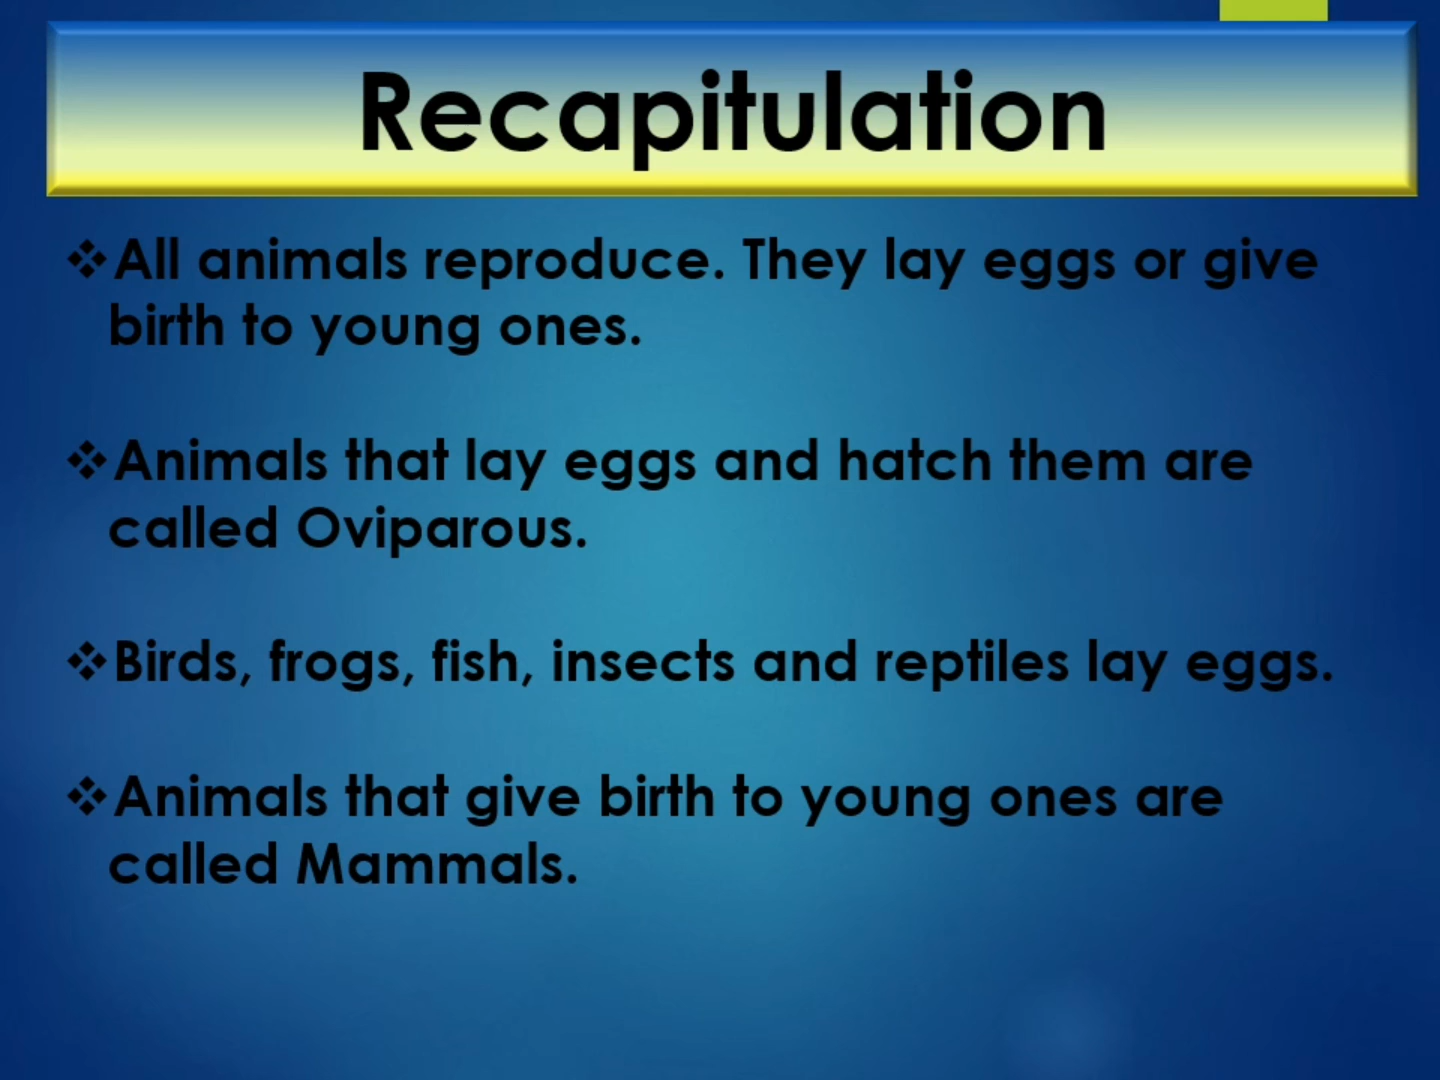 Recapitulation
❖All animals reproduce. They lay eggs or give
birth to young ones.
❖Animals that lay eggs and hatch them are
called Oviparous.
❖Birds, frogs, fish, insects and reptiles lay eggs.
❖Animals that give birth to young ones are
called Mammals.